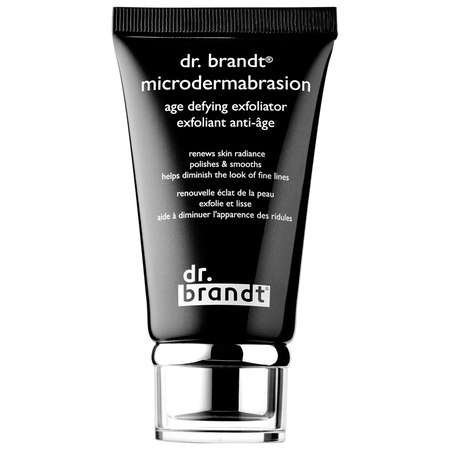 dr. brandt®
microdermabrasion
age defying exfoliator
exfoliant anti-âge
renews skin radiance
polishes & smooths
helps diminish the look of fine lines
renouvelle éclat de la peau
exfolie et lisse
aide à diminuer l'apparence des ridules
dr.
brandt®